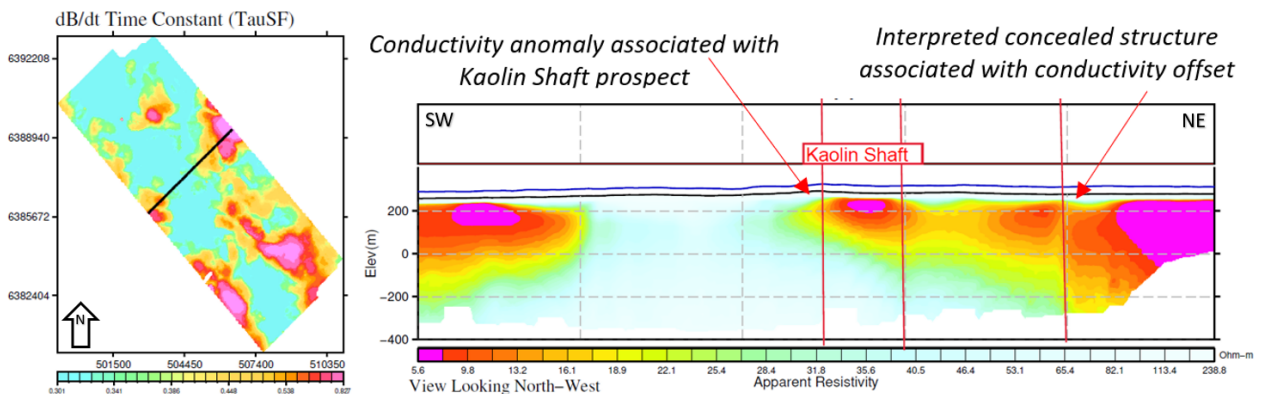 dB/dt Time Constant (TauSF)
6392208
6388940
6385672
6382404
N
501500 504450 507400 510350
0.301 0.341 0.386 0.448 0.538 0.827
Conductivity anomaly associated with
Kaolin Shaft prospect
Interpreted concealed structure
associated with conductivity offset
SW
NE
Kaolin Shaft
Elev(m)
200
0
−200
−400
Ohm-m
5.6 9.8 13.2 16.1 18.9 22.1 25.4 28.4 31.8 35.6 40.5 46.4 53.1 65.4 82.1 113.4 238.8
View Looking North-West
Apparent Resistivity